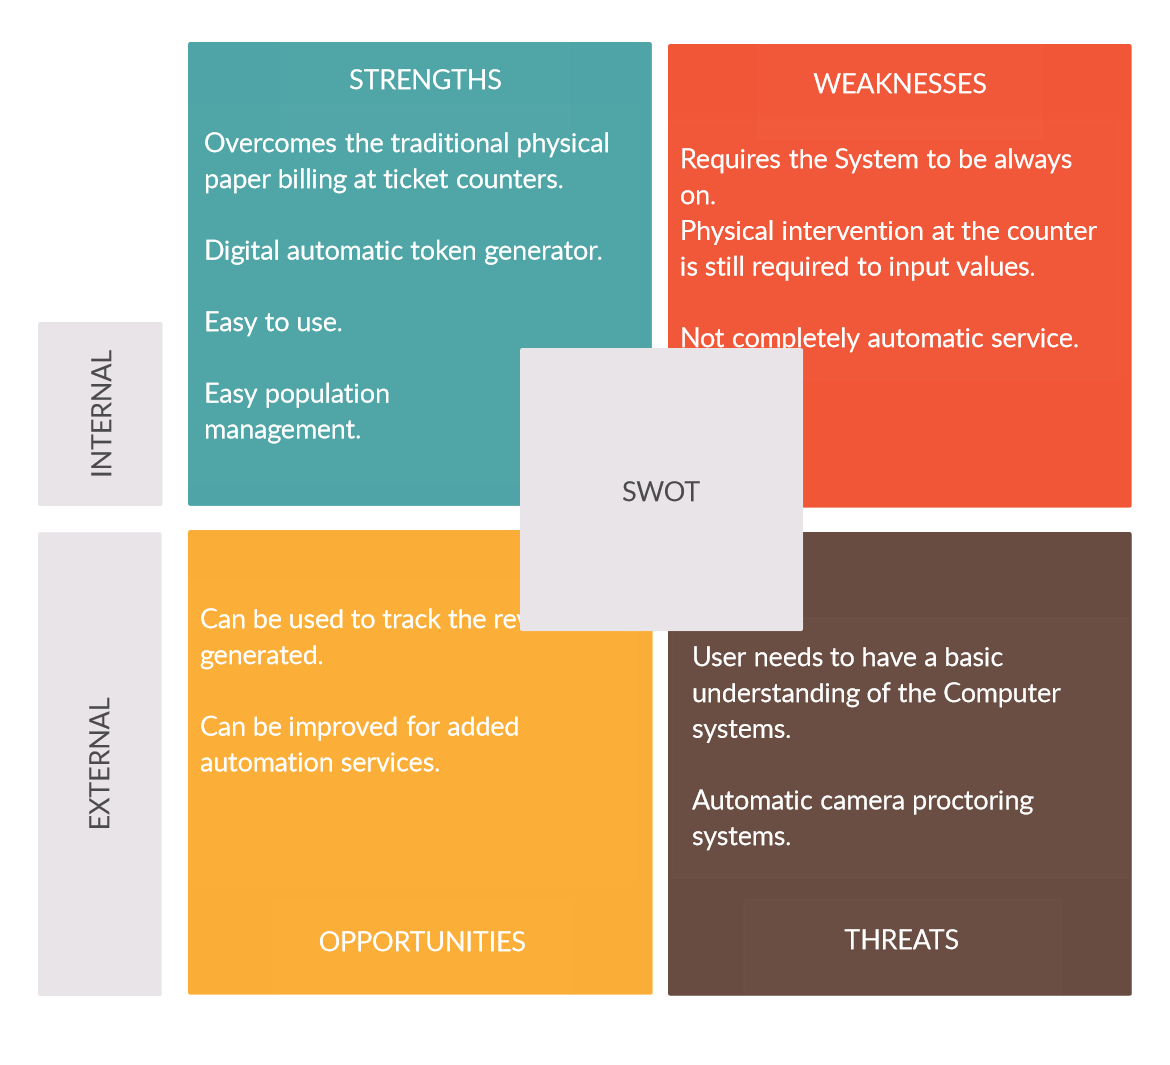 STRENGTHS
Overcomes the traditional physical
paper billing at ticket counters.
Digital automatic token generator.
Easy to use.
Easy population
management.
WEAKNESSES
Requires the System to be always
on.
Physical intervention at the counter
is still required to input values.
Not completely automatic service.
INTERNAL
SWOT
EXTERNAL
Can be used to track the
generated.
Can be improved for added
automation services.
OPPORTUNITIES
User needs to have a basic
understanding of the Computer
systems.
Automatic camera proctoring
systems.
THREATS